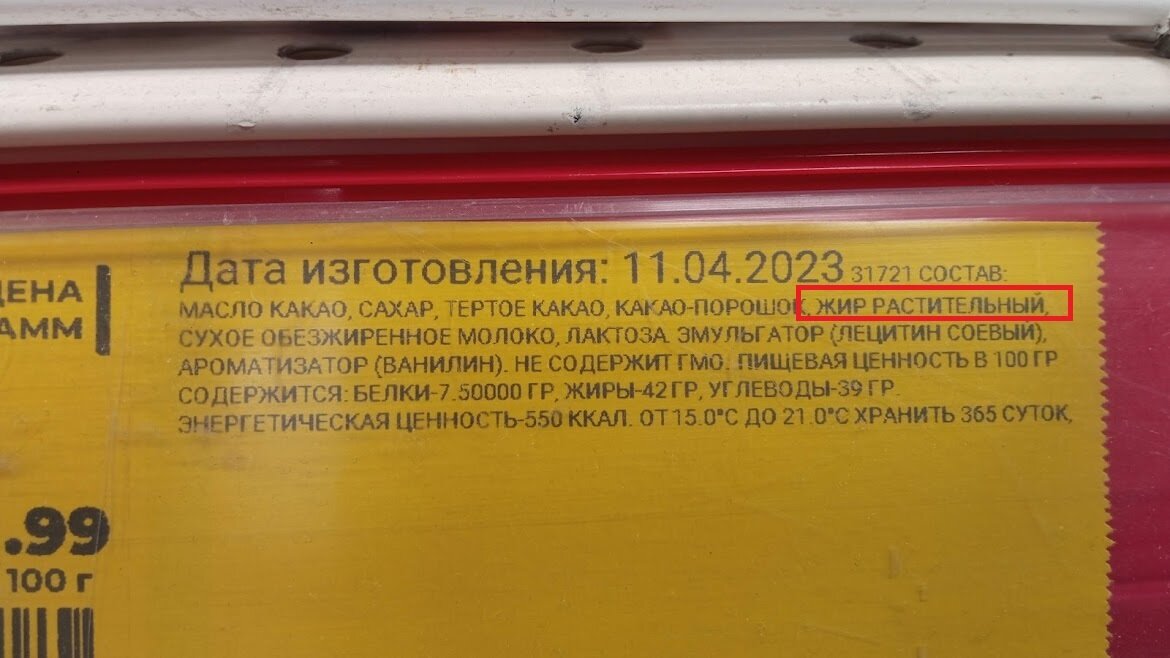 Дата изготовления: 11.04.2023 31721 СОСТАВ:
МАСЛО КАКАО, САХАР, ТЕРТОЕ КАКАО, КАКАО-ПОРОШОК, ЖИР РАСТИТЕЛЬНЫЙ,
СУХОЕ ОБЕЗЖИРЕННОЕ МОЛОКО, ЛАКТОЗА. ЭМУЛЬГАТОР (ЛЕЦИТИН СОЕВЫЙ),
АРОМАТИЗАТОР (ВАНИЛИН). НЕ СОДЕРЖИТ ГМО. ПИЩЕВАЯ ЦЕННОСТЬ В 100 ГР
СОДЕРЖИТСЯ: БЕЛКИ-7.50000 ГР, ЖИРЫ-42 ГР, УГЛЕВОДЫ-39 ГР.
ЭНЕРГЕТИЧЕСКАЯ ЦЕННОСТЬ-550 ККАЛ. ОТ 15.0°C ДО 21.0°C ХРАНИТЬ 365 СУТОК,
ЦЕНА
АММ
.99
100 г